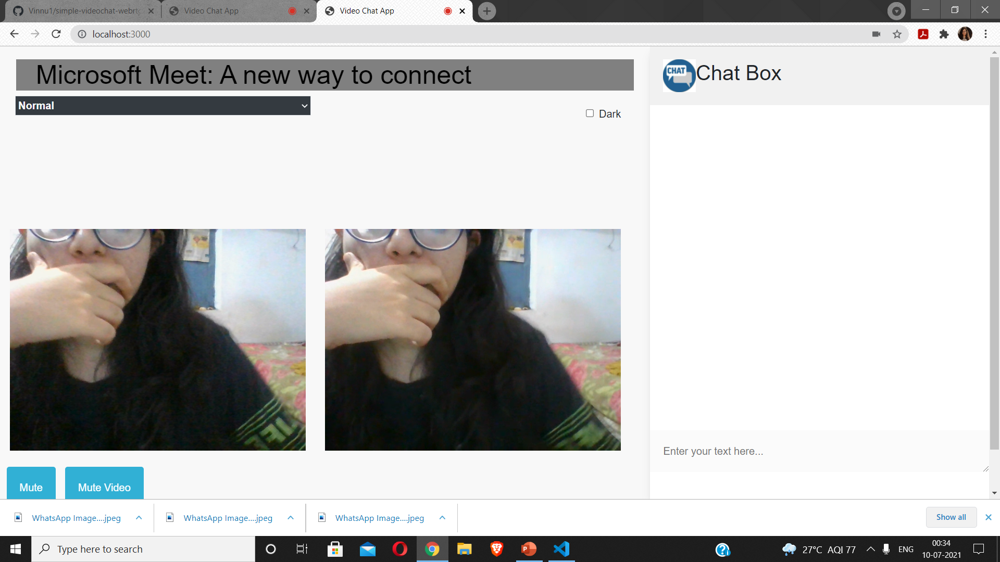 Vinnu1/simple-videochat-webrt
Video Chat App
Video Chat App
localhost:3000
Microsoft Meet: A new way to connect
Normal
Dark
CHAT
Chat Box
Enter your text here...
Mute
Mute Video
WhatsApp Image....jpeg
WhatsApp Image....jpeg
WhatsApp Image....jpeg
Show all
Type here to search
27°C AQI 77
ENG
00:34
10-07-2021